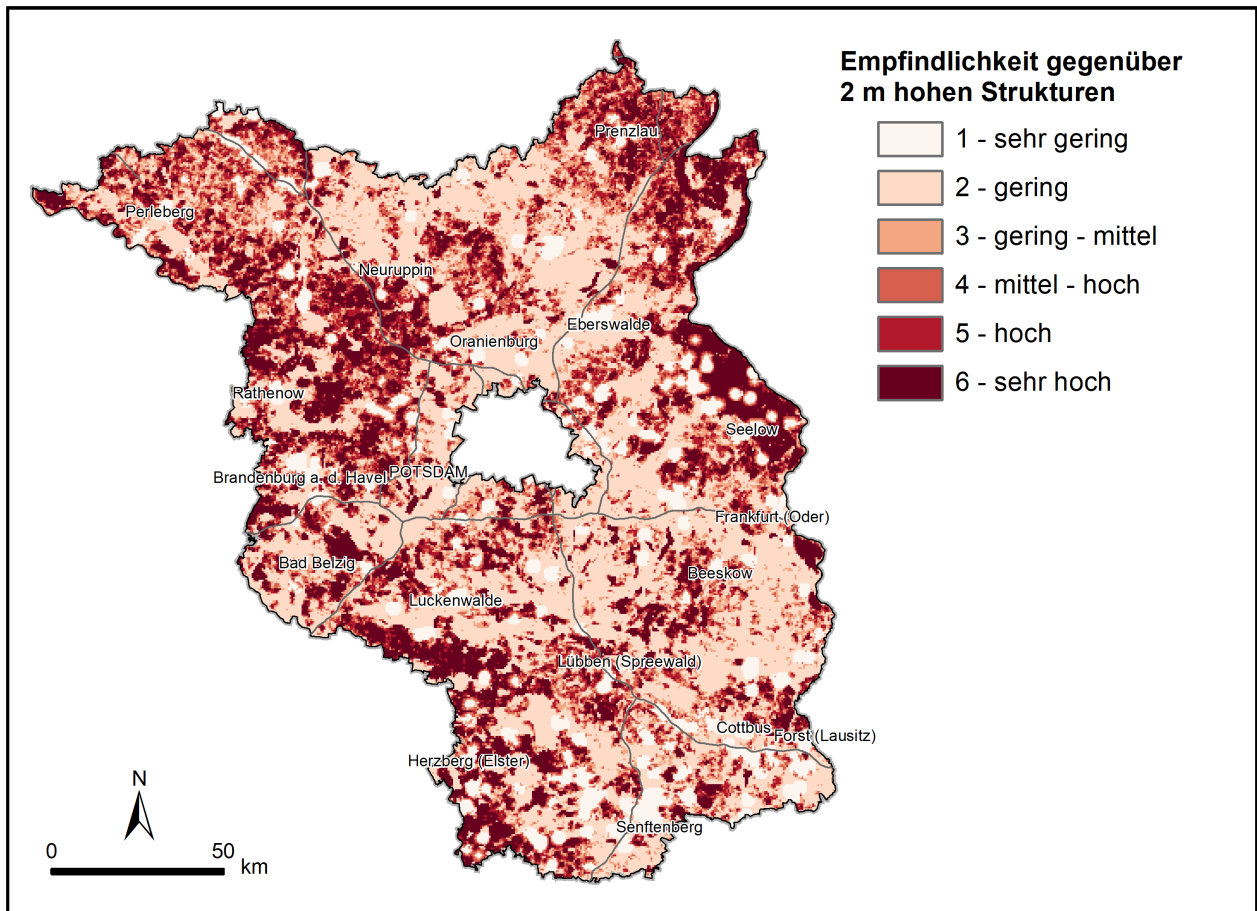 Empfindlichkeit gegenüber
2 m hohen Strukturen
1 - sehr gering
2 - gering
3 - gering - mittel
4 - mittel - hoch
5 - hoch
6 - sehr hoch
Prenzlau
Perleberg
Neuruppin
Eberswalde
Oranienburg
Rathenow
Seelow
Brandenburg a. d. Havel
POTSDAM
Frankfurt (Oder)
Bad Belzig
Beeskow
Luckenwalde
Lübben (Spreewald)
Cottbus
Forst (Lausitz)
Herzberg (Elster)
Senftenberg
N
0 50 km